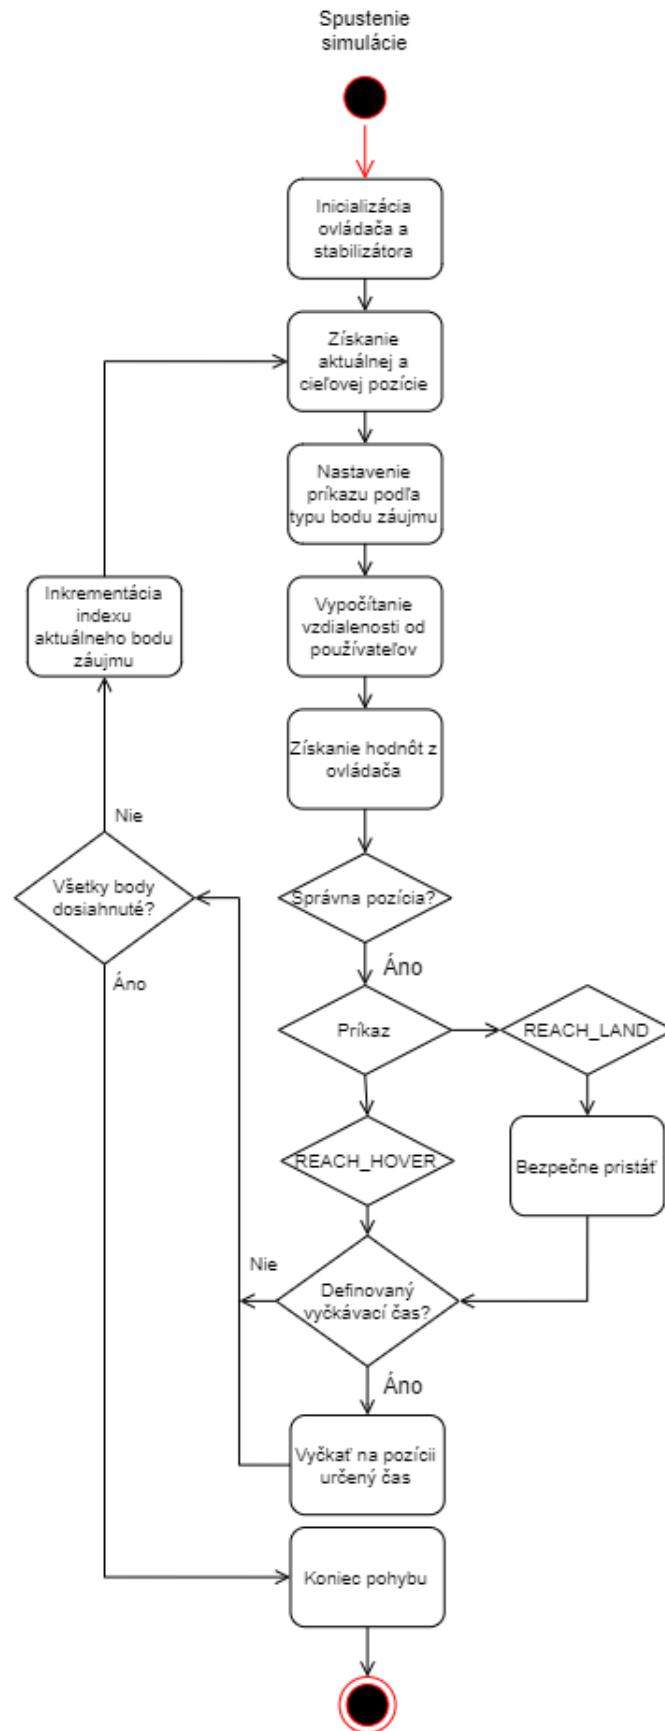 Spustenie
simulácie
Inicializácia
ovládača a
stabilizátora
Získanie
aktuálnej a
cieľovej pozície
Nastavenie
príkazu podľa
typu bodu záujmu
Inkrementácia
indexu
aktuálneho bodu
záujmu
Vypočítanie
vzdialenosti od
používateľov
Získanie hodnôt z
ovládača
Nie
Všetky body
dosiahnuté?
Správna pozícia?
Áno
Áno
Príkaz
REACH_LAND
REACH_HOVER
Bezpečne pristáť
Nie
Definovaný
vyčkávací čas?
Áno
Vyčkať na pozícii
určený čas
Koniec pohybu